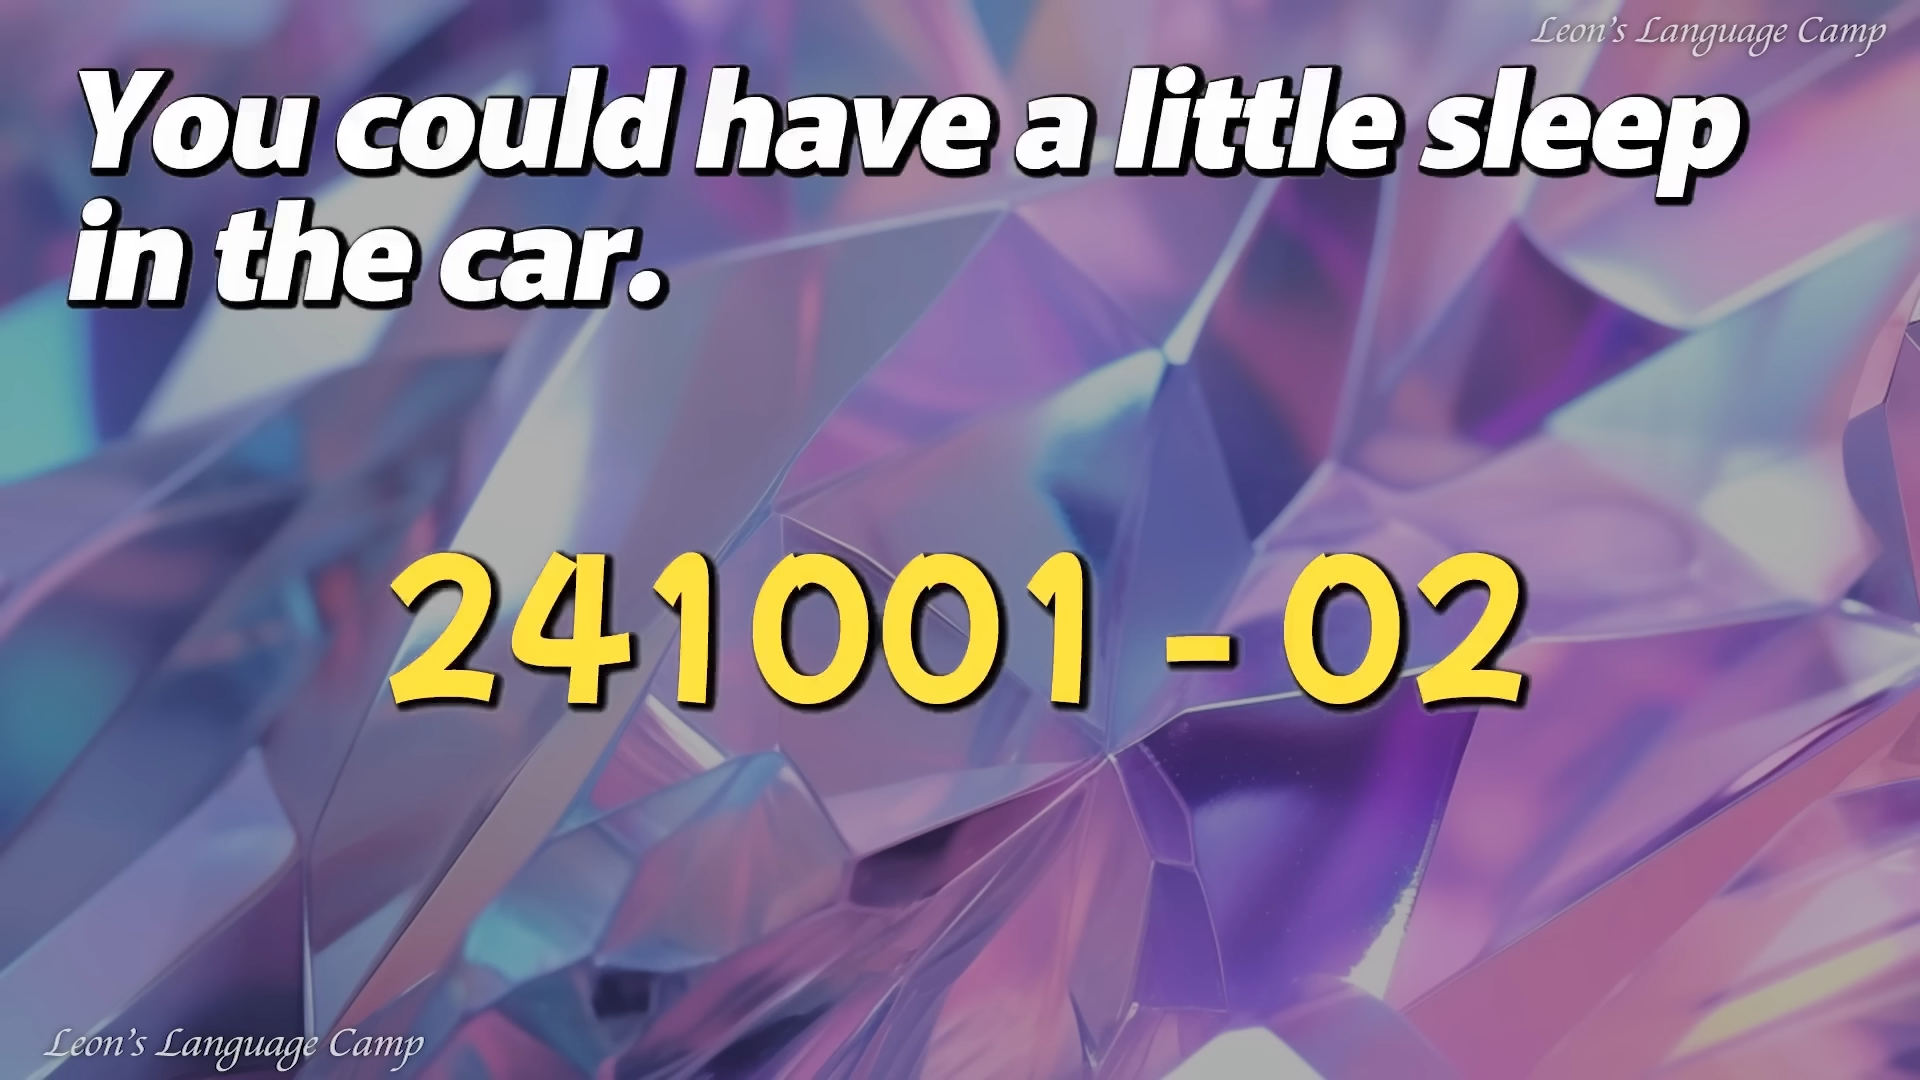 Leon's Language Camp
You could have a little sleep
in the car.
241001 - 02
Leon's Language Camp